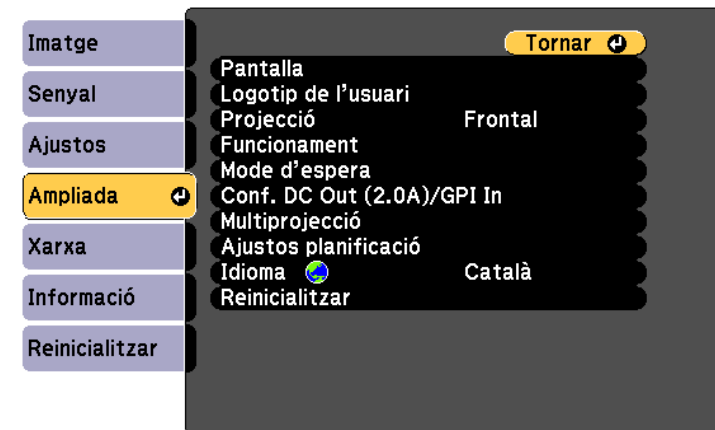 Imatge
Senyal
Ajustos
Ampliada
Xarxa
Informació
Reinicialitzar
Tornar
Pantalla
Logotip de l'usuari
Projecció Frontal
Funcionament
Mode d'espera
Conf. DC Out (2.0A)/GPI In
Multiprojecció
Ajustos planificació
Idioma Català
Reinicialitzar